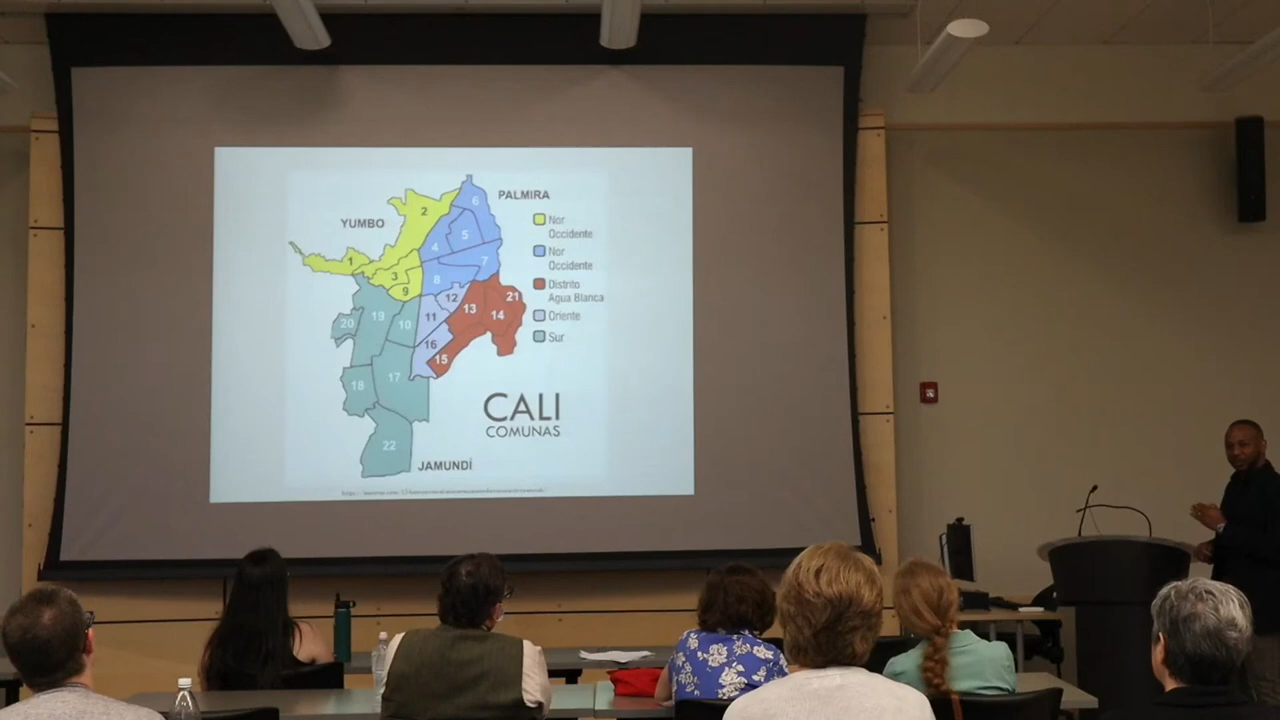 PALMIRA
YUMBO
6
2
5
4
7
1
3
8
9
12
21
13
14
11
19
10
20
16
15
17
18
22
Nor
Occidente
Nor
Occidente
Distrito
Agua Blanca
Oriente
Sur
CALI
COMUNAS
JAMUNDÍ